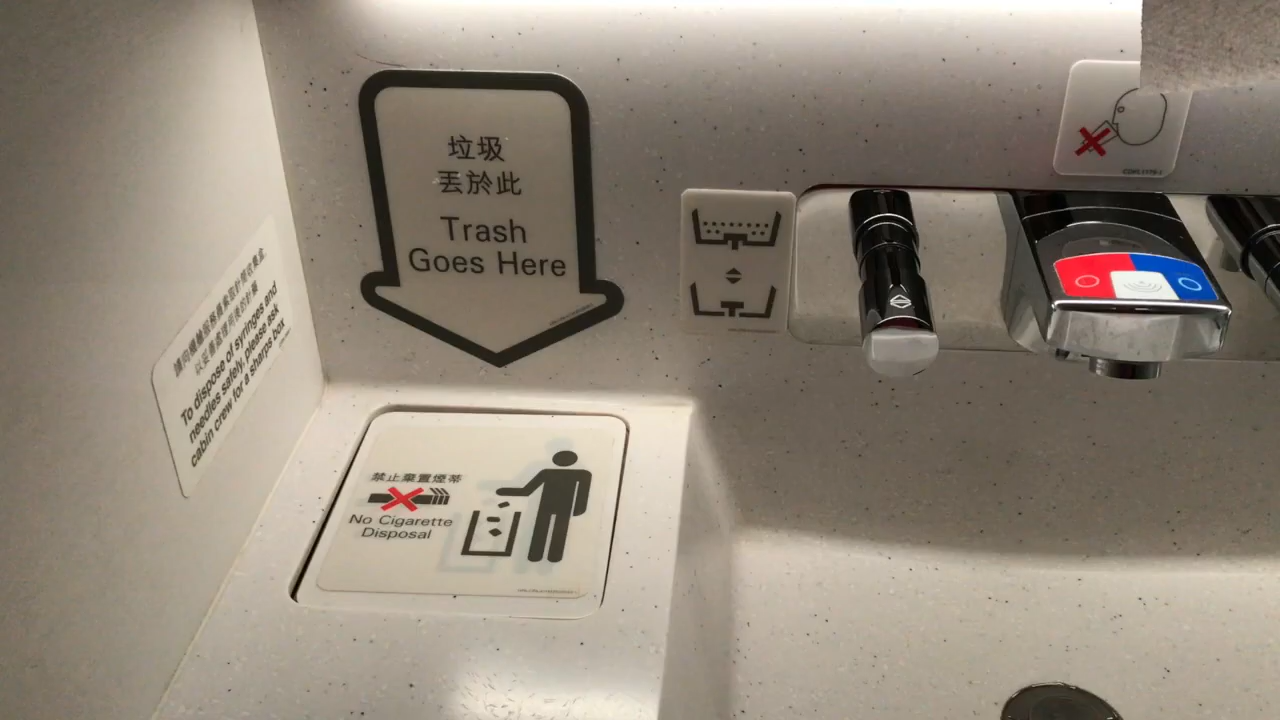 垃圾
丟於此
Trash
Goes Here
To dispose of syringes and
needles safely, please ask
cabin crew for a sharps box
禁止棄置煙蒂
No Cigarette
Disposal